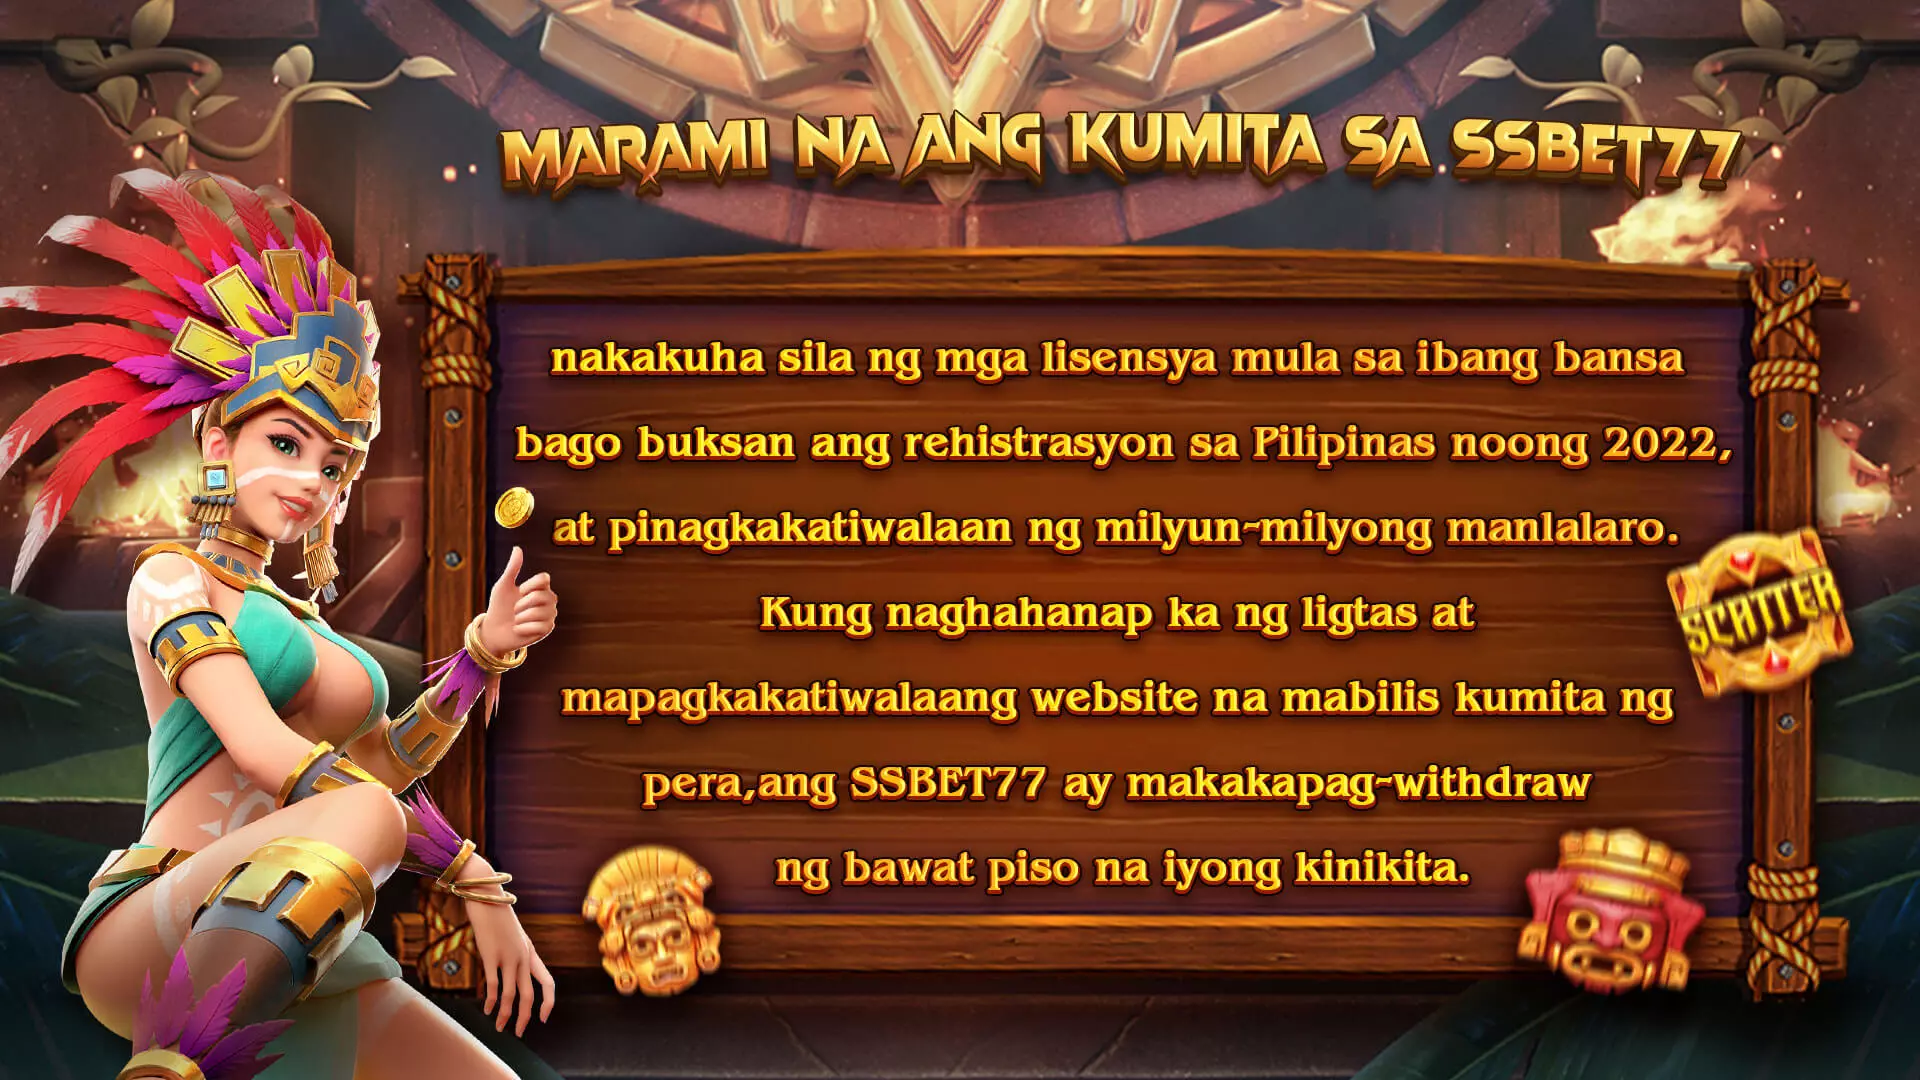 MARAMI NA ANG KUMITA SA SSBET77
nakakuha sila ng mga lisensya mula sa ibang bansa
bago buksan ang rehistrasyon sa Pilipinas noong 2022,
at pinagkakatiwalaan ng milyun-milyong manlalaro.
Kung naghahanap ka ng ligtas at
mapagkakatiwalaang website na mabilis kumita ng
pera,ang SSBET77 ay makakapag-withdraw
ng bawat piso na iyong kinikita.
SCATTER